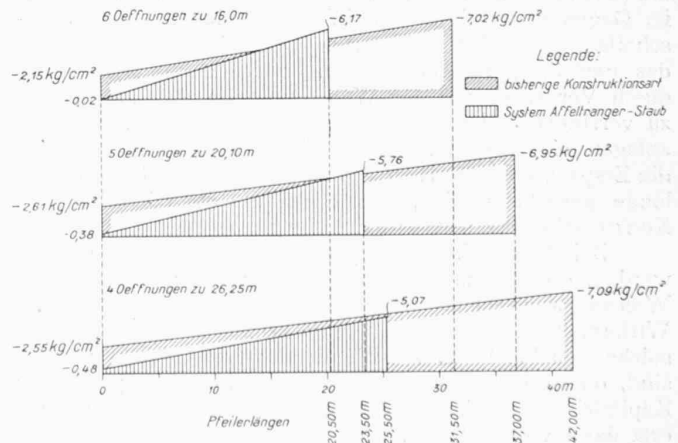 6 Oeffnungen zu 16,0m
-6,17
-7,02 kg/cm²
-2,15 kg/cm²
-0,02
Legende:
bisherige Konstruktionsart
System Affeltranger-Staub
5 Oeffnungen zu 20,10m
-5,76
-6,95 kg/cm²
-2,61 kg/cm²
-0,38
4 Oeffnungen zu 26,25m
-5,07
-7,09 kg/cm²
-2,55 kg/cm²
-0,48
0 10 20 30 40m
Pfeilerlängen
20,50m
23,50m
25,50m
31,50m
37,00m
42,00m